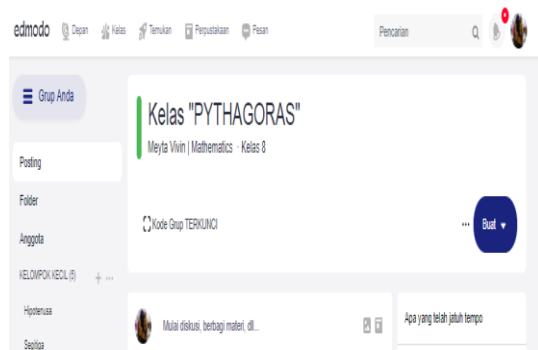 edmodo Depan Kelas Temukan Perpustakaan Pesan Pencarian
Grup Anda
Kelas "PYTHAGORAS"
Meyta Vivin | Mathematics · Kelas 8
Posting
Folder
Kode Grup TERKUNCI
Buat
Anggota
KELOMPOK KECIL (5)
Hipotenusa
Mulai diskusi, berbagi materi, dll...
Apa yang telah jatuh tempo
Segitiga